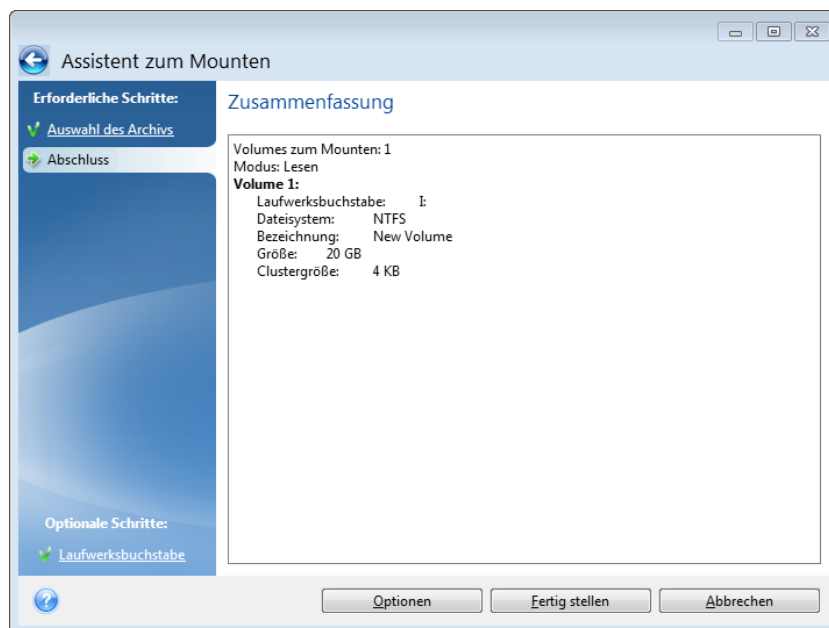 Assistent zum Mounten
Erforderliche Schritte:
Auswahl des Archivs
Abschluss
Optionale Schritte:
Laufwerksbuchstabe
Zusammenfassung
Volumes zum Mounten: 1
Modus: Lesen
Volume 1:
Laufwerksbuchstabe: I:
Dateisystem: NTFS
Bezeichnung: New Volume
Größe: 20 GB
Clustergröße: 4 KB
Optionen
Fertig stellen
Abbrechen